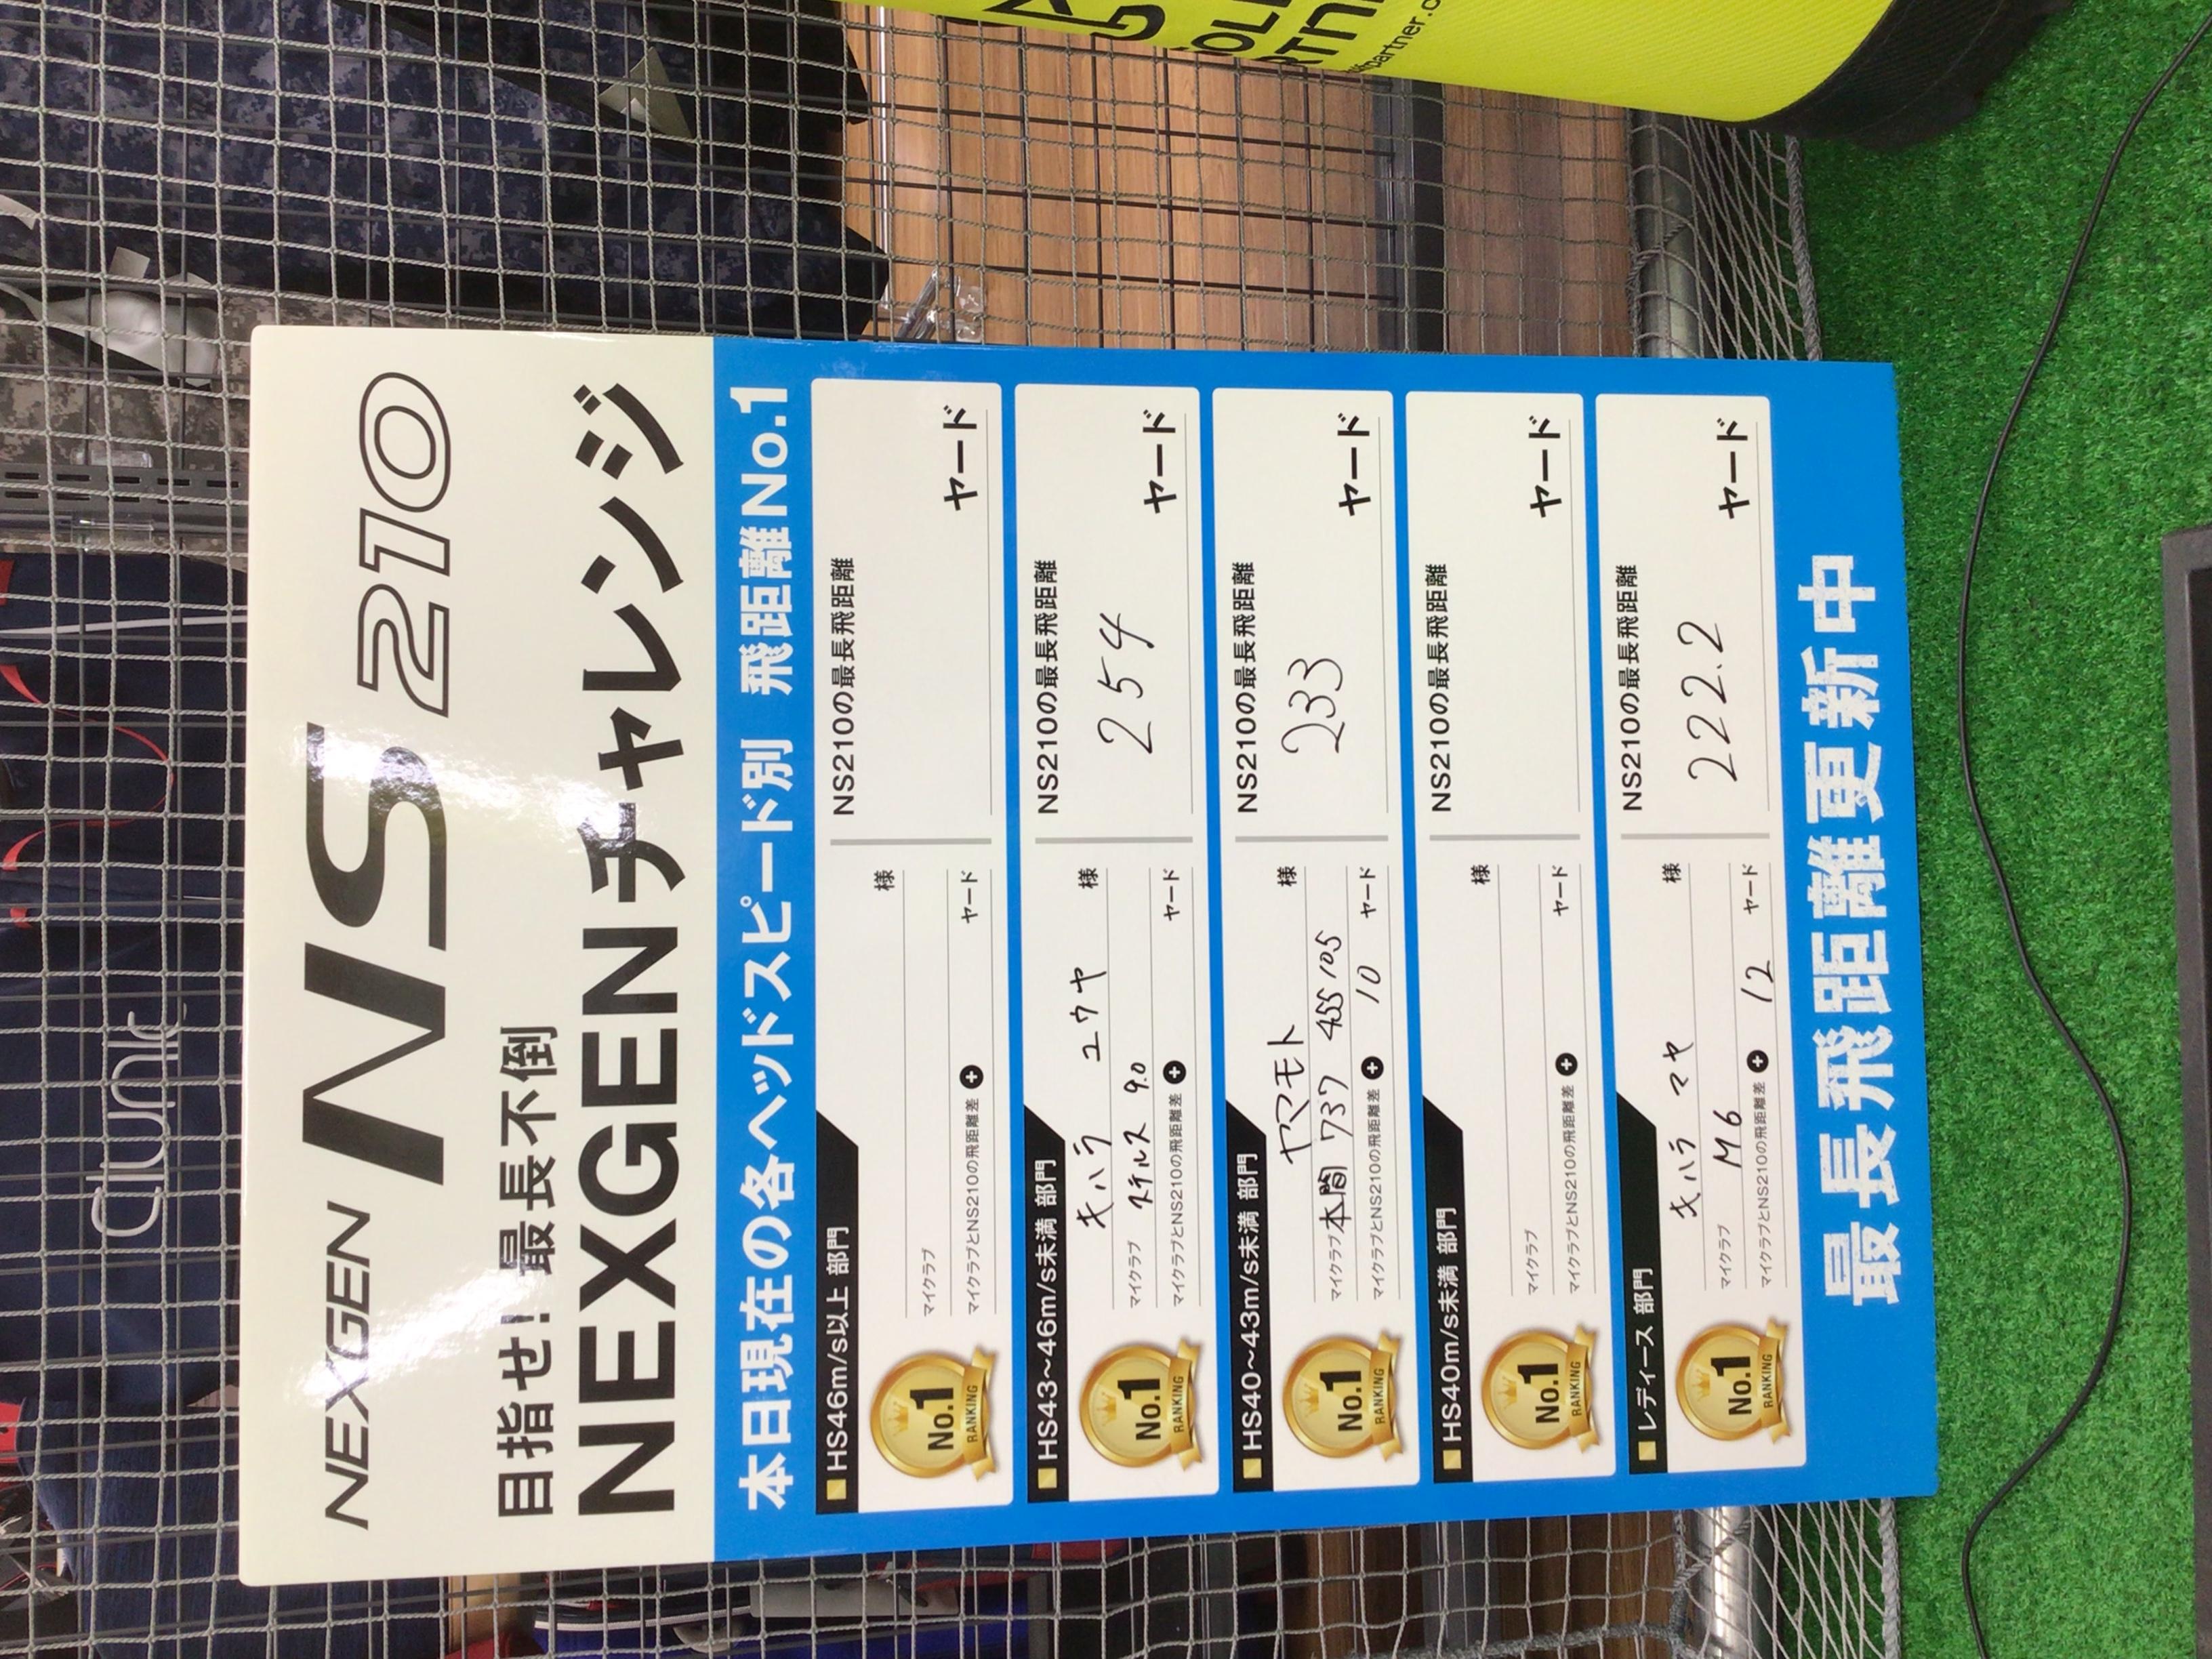 NEXGEN NS 210
目指せ! 最長不倒
NEXGENチャレンジ
本日現在の各ヘッドスピード別 飛距離No.1
■HS46m/s以上 部門
No.1
RANKING
様
マイクラブ
マイクラブとNS210の飛距離差 + ヤード
NS210の最長飛距離
ヤード
■HS43~46m/s未満 部門
No.1
RANKING
キハラ ユウヤ 様
マイクラブ ステルス 9.0
マイクラブとNS210の飛距離差 + ヤード
NS210の最長飛距離
254 ヤード
■HS40~43m/s未満 部門
No.1
RANKING
ヤマモト 様
マイクラブ 本間 737 455 105
マイクラブとNS210の飛距離差 + 10 ヤード
NS210の最長飛距離
233 ヤード
■HS40m/s未満 部門
No.1
RANKING
様
マイクラブ
マイクラブとNS210の飛距離差 + ヤード
NS210の最長飛距離
ヤード
■レディース 部門
No.1
RANKING
キハラ マヤ 様
マイクラブ M6
マイクラブとNS210の飛距離差 + 12 ヤード
NS210の最長飛距離
222.2 ヤード
最長飛距離更新中